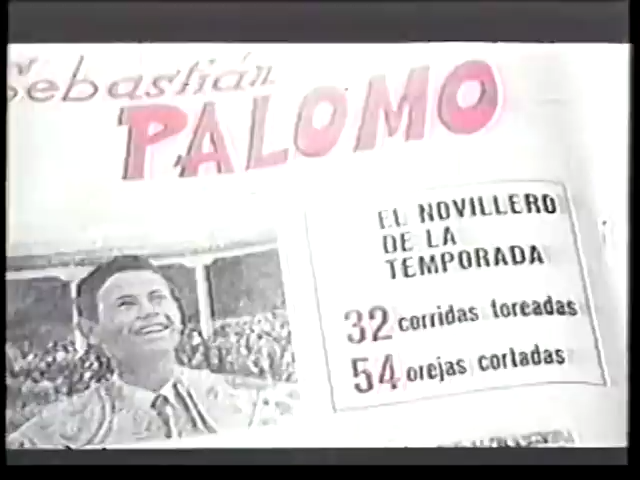 Sebastián
PALOMO
EL NOVILLERO
DE LA
TEMPORADA
32 corridas toreadas
54 orejas cortadas